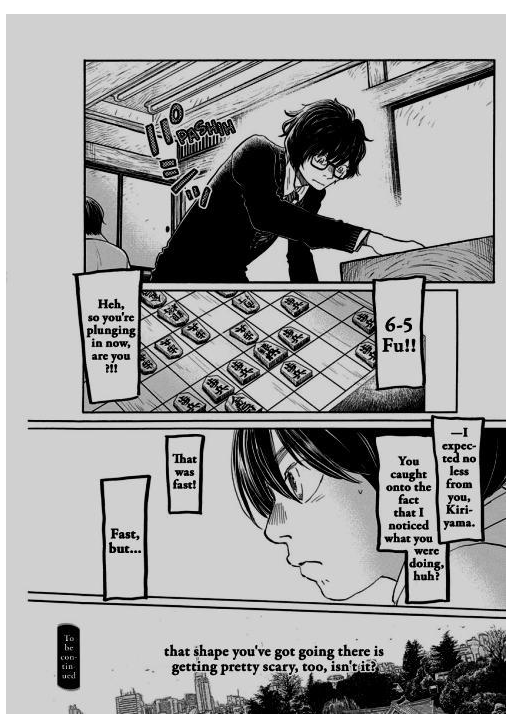 PASHIH
6-5
Fu!!
Heh,
so you're
plunging
in now,
are you
?!!
—I
expec-
ted no
less
from
you,
Kiri-
yama.
You
caught
onto the
fact
that I
noticed
what you
were
doing,
huh?
That
was
fast!
Fast,
but...
that shape you've got going there is
getting pretty scary, too, isn't it?
To
be
con-
tin-
ued